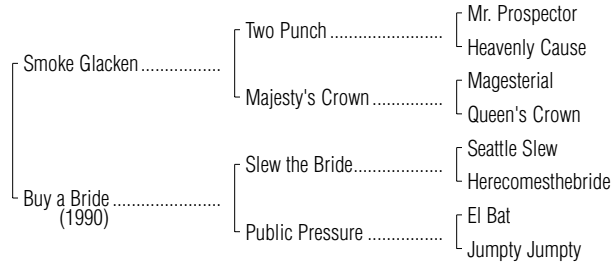 Mr. Prospector
Two Punch
Heavenly Cause
Smoke Glacken
Magesterial
Majesty's Crown
Queen's Crown
Seattle Slew
Slew the Bride
Herecomesthebride
Buy a Bride
(1990)
El Bat
Public Pressure
Jumpty Jumpty